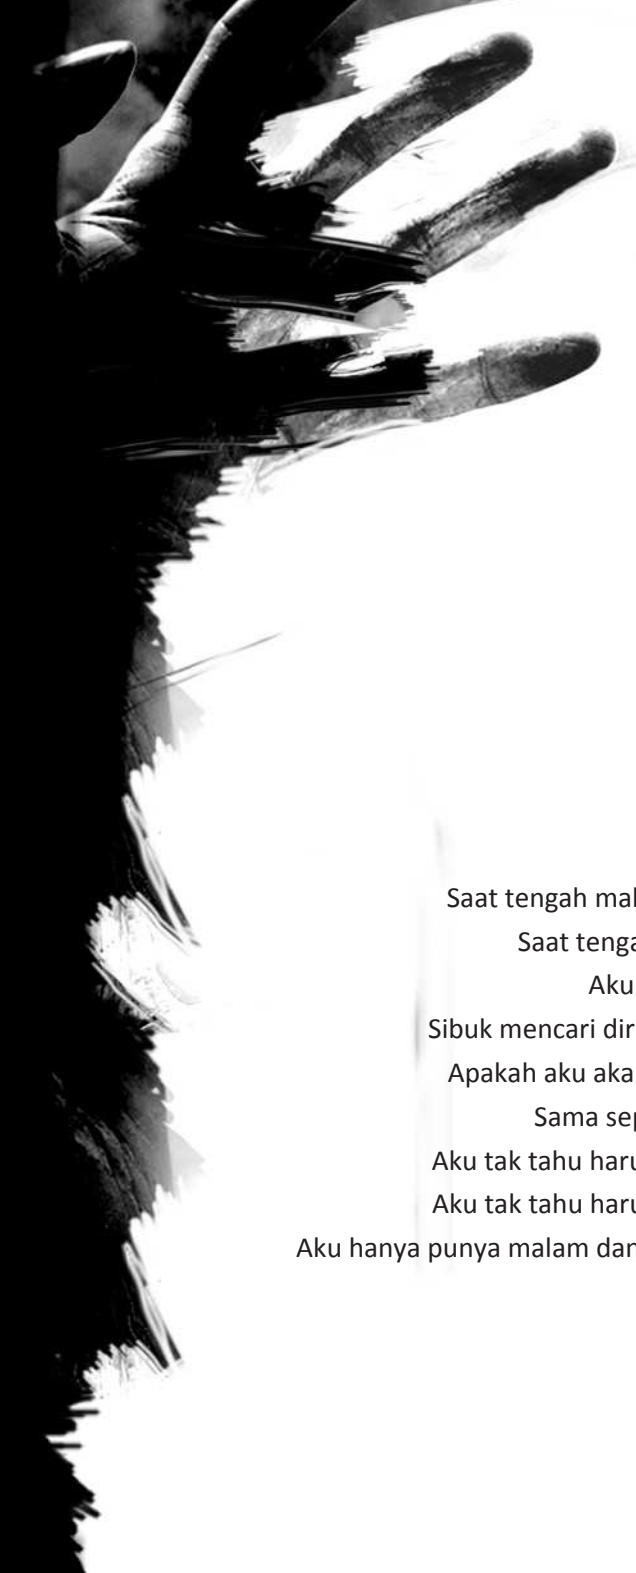 Saat tengah mal
Saat tenga
Aku
Sibuk mencari dir
Apakah aku aka
Sama sep
Aku tak tahu haru
Aku tak tahu haru
Aku hanya punya malam dan